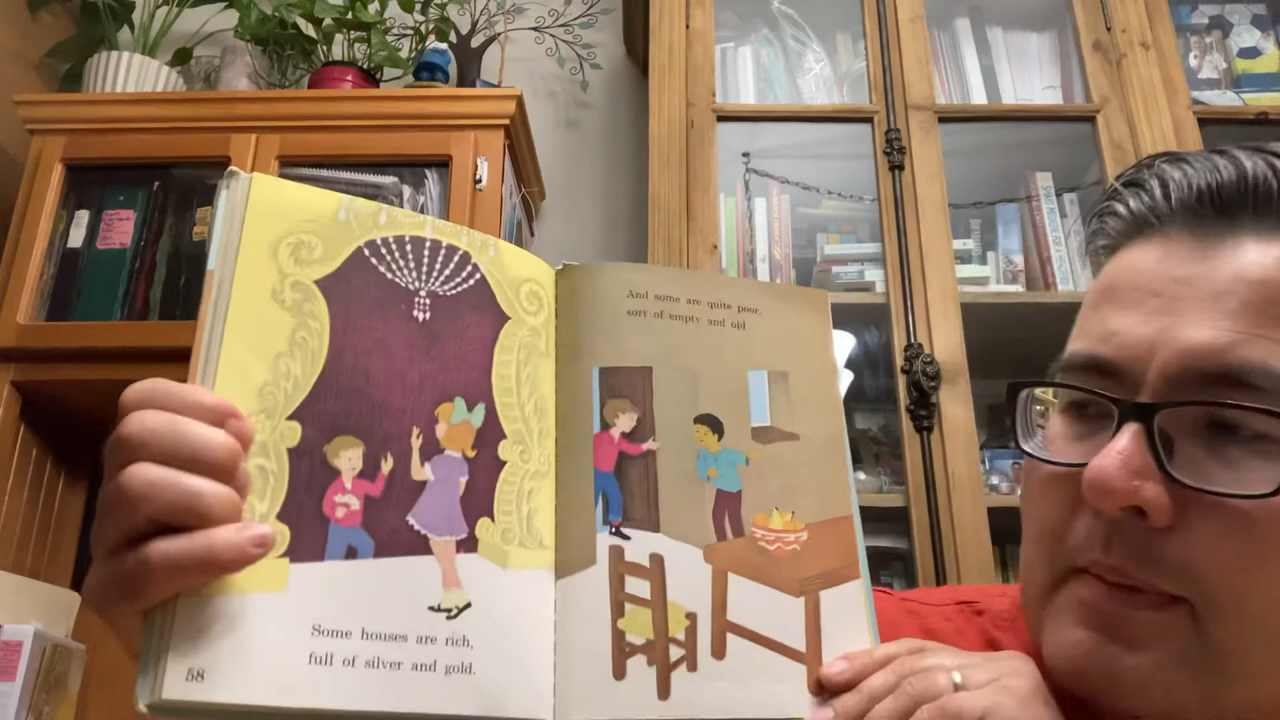 Some houses are rich,
full of silver and gold.
58
And some are quite poor,
sort of empty and old